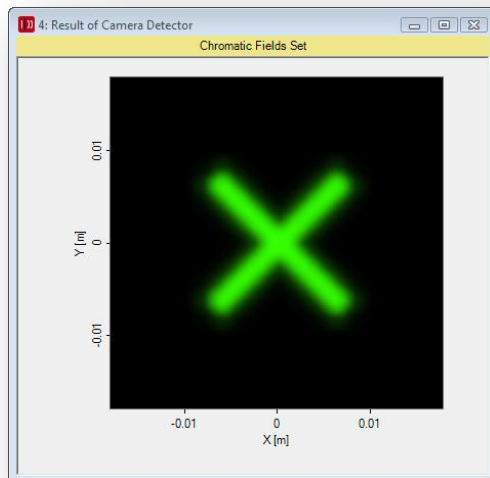 4: Result of Camera Detector
Chromatic Fields Set
0.01
0
-0.01
Y [m]
-0.01 0 0.01
X [m]